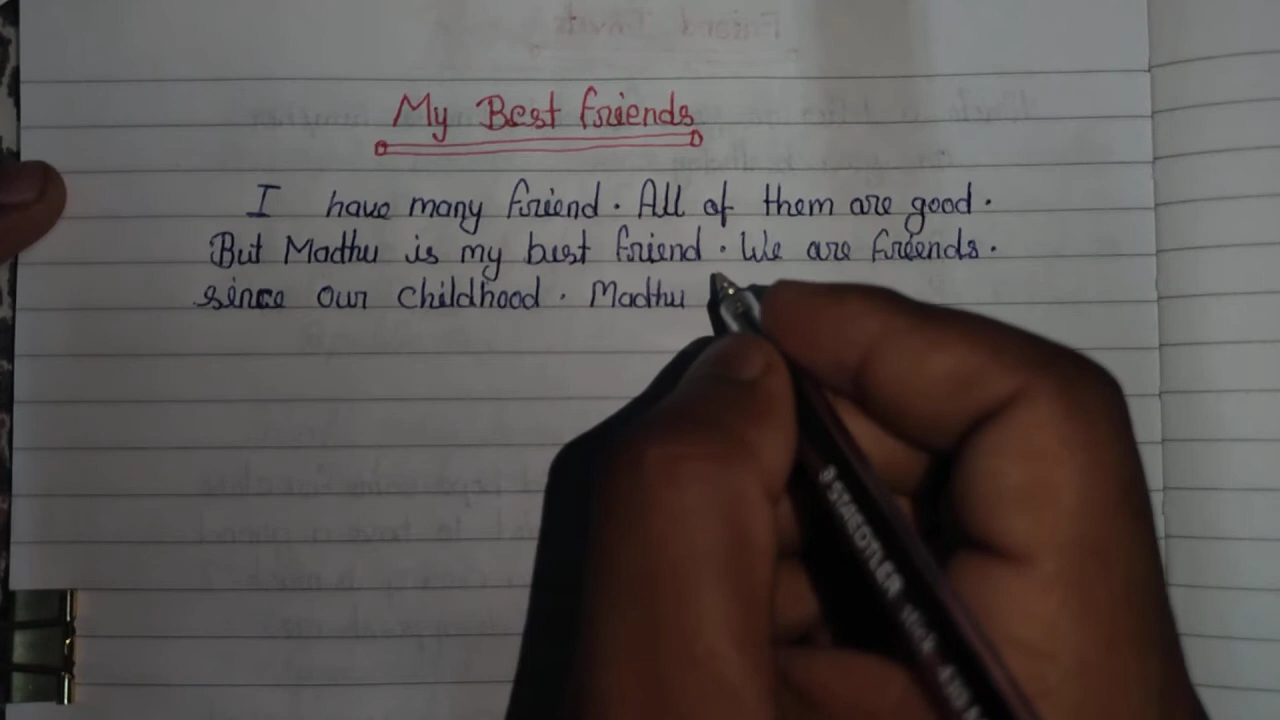 My Best friends
I have many friend. All of them are good.
But Madhu is my best friend. We are friends.
since our childhood. Madhu
STAEDTLER stick